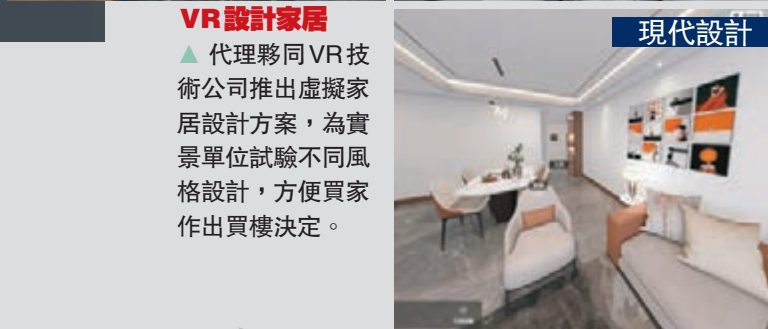 VR設計家居
▲ 代理夥同VR技
術公司推出虛擬家
居設計方案，為實
景單位試驗不同風
格設計，方便買家
作出買樓決定。
現代設計